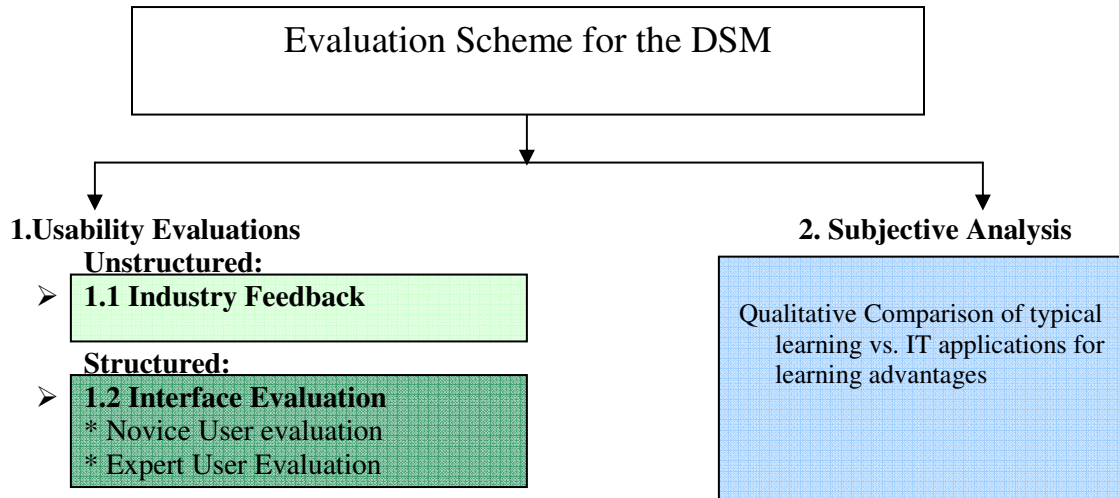 Evaluation Scheme for the DSM
1.Usability Evaluations
Unstructured:
➢ 1.1 Industry Feedback
Structured:
➢ 1.2 Interface Evaluation
* Novice User evaluation
* Expert User Evaluation
2. Subjective Analysis
Qualitative Comparison of typical
learning vs. IT applications for
learning advantages